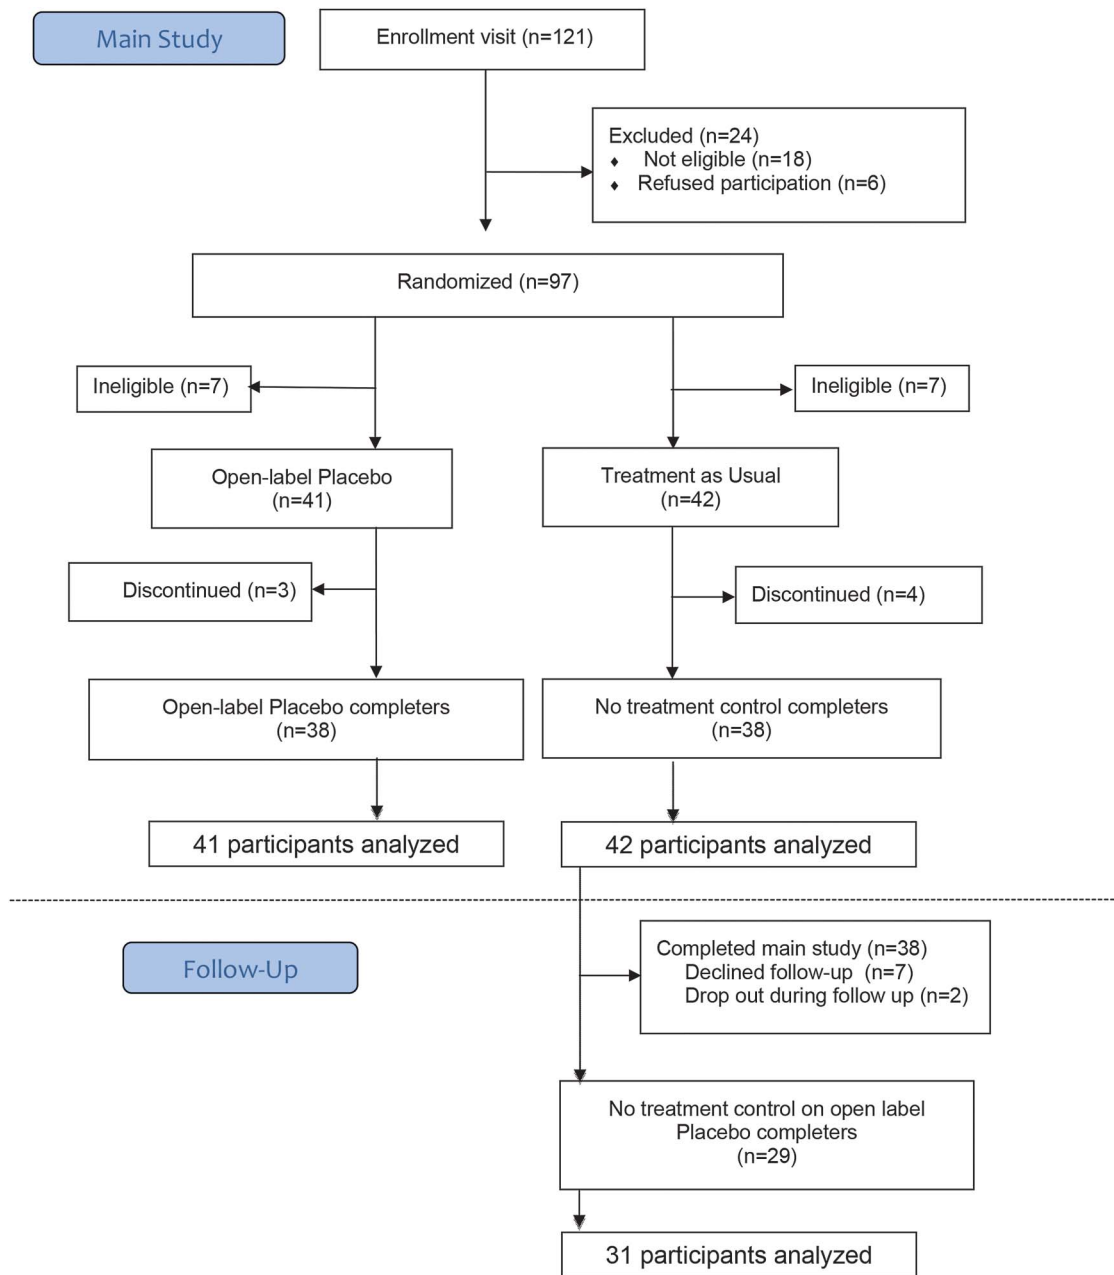 Main Study
Enrollment visit (n=121)
Excluded (n=24)
♦ Not eligible (n=18)
♦ Refused participation (n=6)
Randomized (n=97)
Ineligible (n=7)
Ineligible (n=7)
Open-label Placebo
(n=41)
Treatment as Usual
(n=42)
Discontinued (n=3)
Discontinued (n=4)
Open-label Placebo completers
(n=38)
No treatment control completers
(n=38)
41 participants analyzed
42 participants analyzed
Follow-Up
Completed main study (n=38)
Declined follow-up (n=7)
Drop out during follow up (n=2)
No treatment control on open label
Placebo completers
(n=29)
31 participants analyzed